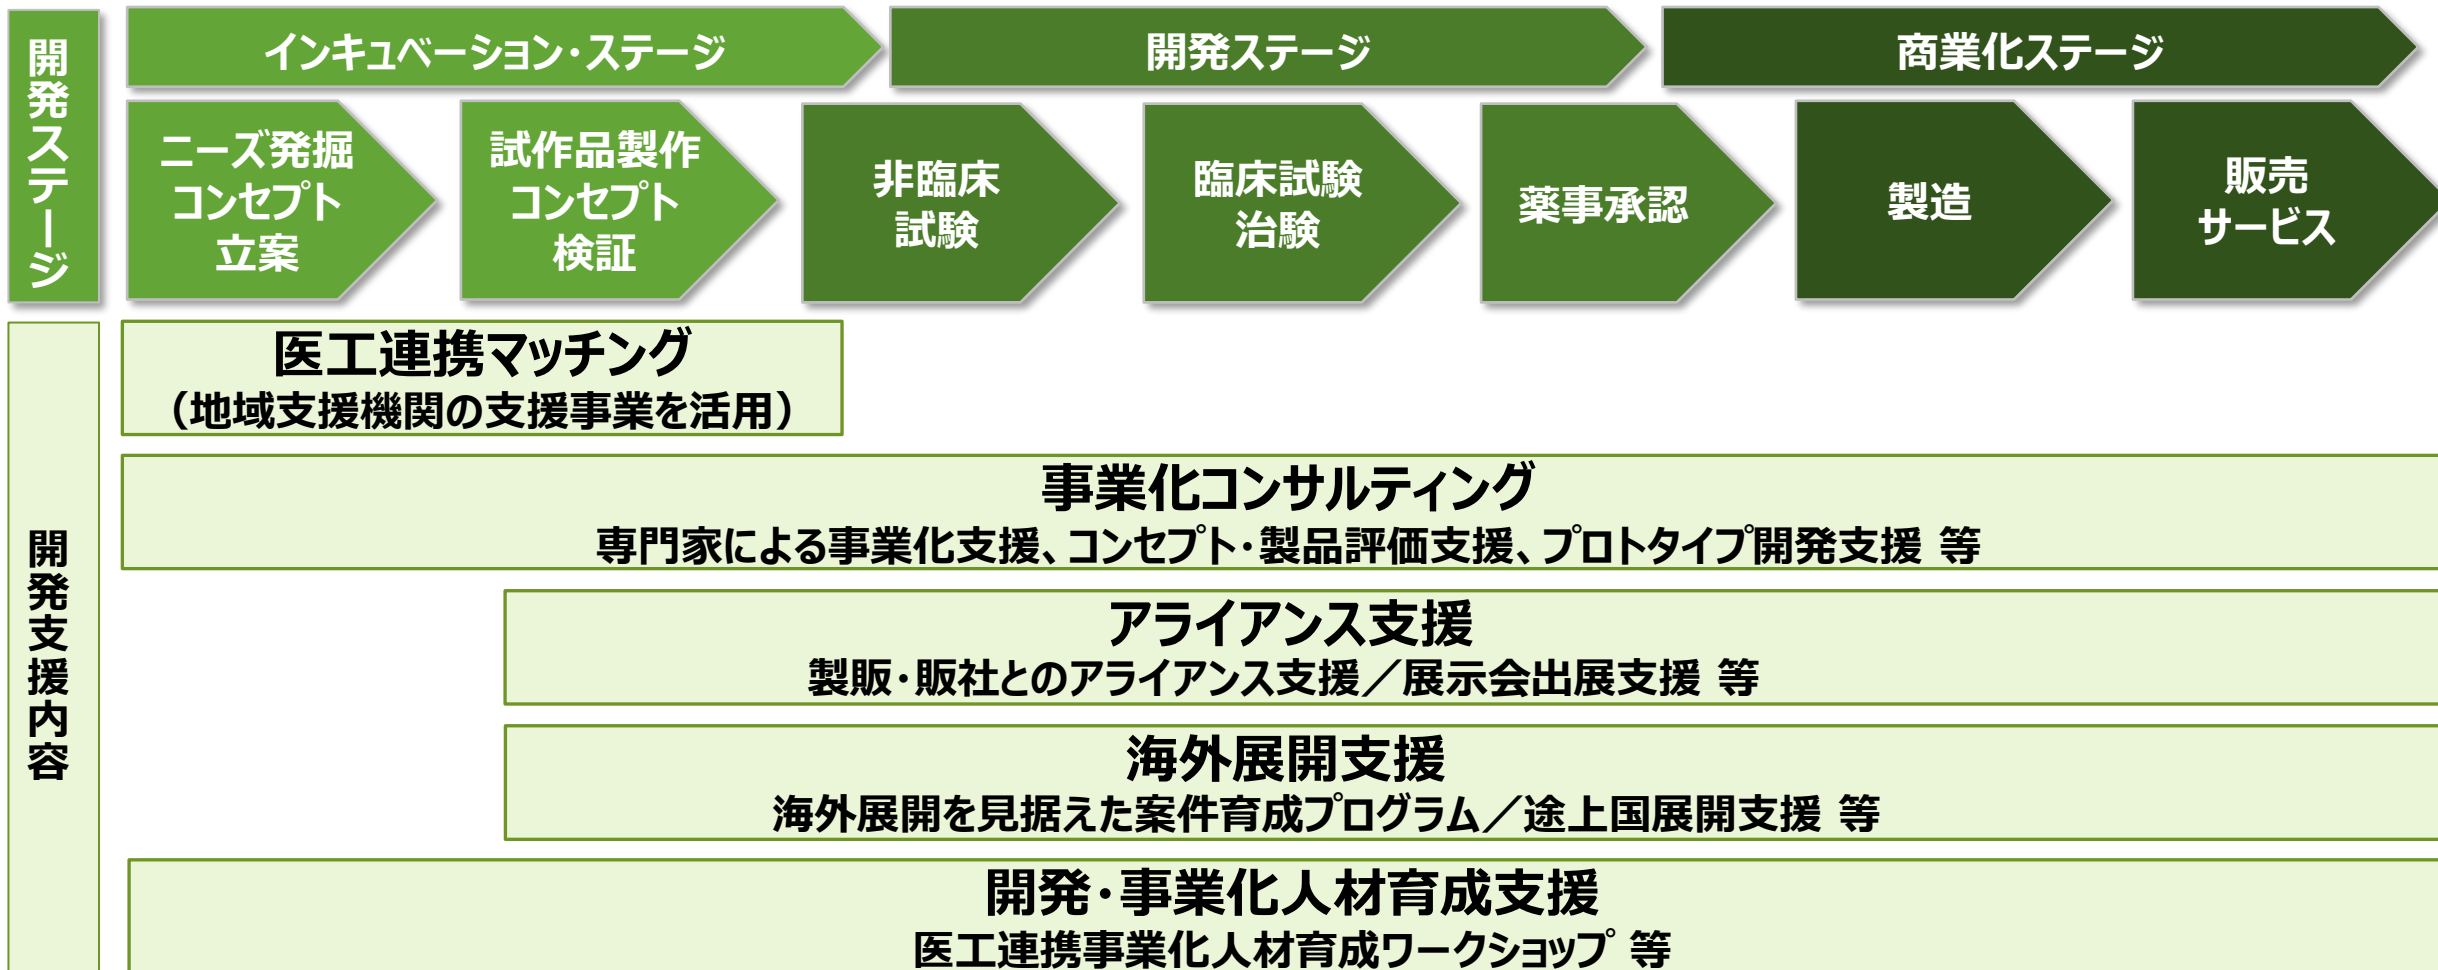 開発ステージ
インキュベーション・ステージ
開発ステージ
商業化ステージ
ニーズ発掘
コンセプト
立案
試作品製作
コンセプト
検証
非臨床
試験
臨床試験
治験
薬事承認
製造
販売
サービス
開発支援内容
医工連携マッチング
（地域支援機関の支援事業を活用）
事業化コンサルティング
専門家による事業化支援、コンセプト・製品評価支援、プロトタイプ開発支援 等
アライアンス支援
製販・販社とのアライアンス支援／展示会出展支援 等
海外展開支援
海外展開を見据えた案件育成プログラム／途上国展開支援 等
開発・事業化人材育成支援
医工連携事業化人材育成ワークショップ 等